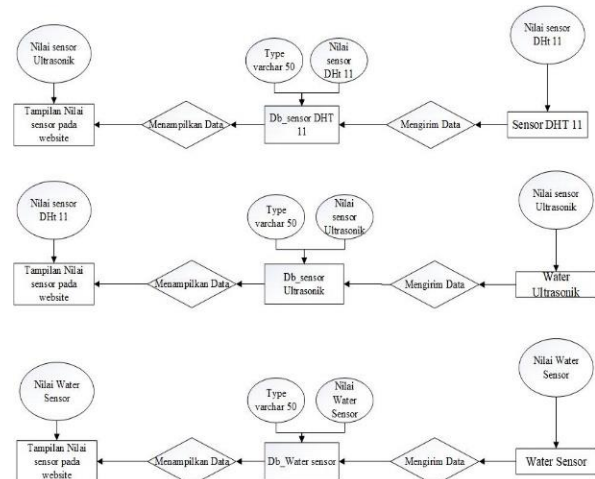 Nilai sensor
Ultrasonik
Type
varchar 50
Nilai
sensor
DHt 11
Nilai sensor
DHt 11
Tampilan Nilai
sensor pada
website
Menampilkan Data
Db_sensor DHT
11
Mengirim Data
Sensor DHT 11
Nilai sensor
DHt 11
Type
varchar 50
Nilai
sensor
Ultrasonik
Nilai sensor
Ultrasonik
Tampilan Nilai
sensor pada
website
Menampilkan Data
Db_sensor
Ultrasonik
Mengirim Data
Water
Ultrasonik
Nilai Water
Sensor
Type
varchar 50
Nilai
Water
Sensor
Nilai Water
Sensor
Tampilan Nilai
sensor pada
website
Menampilkan Data
Db_Water sensor
Mengirim Data
Water Sensor